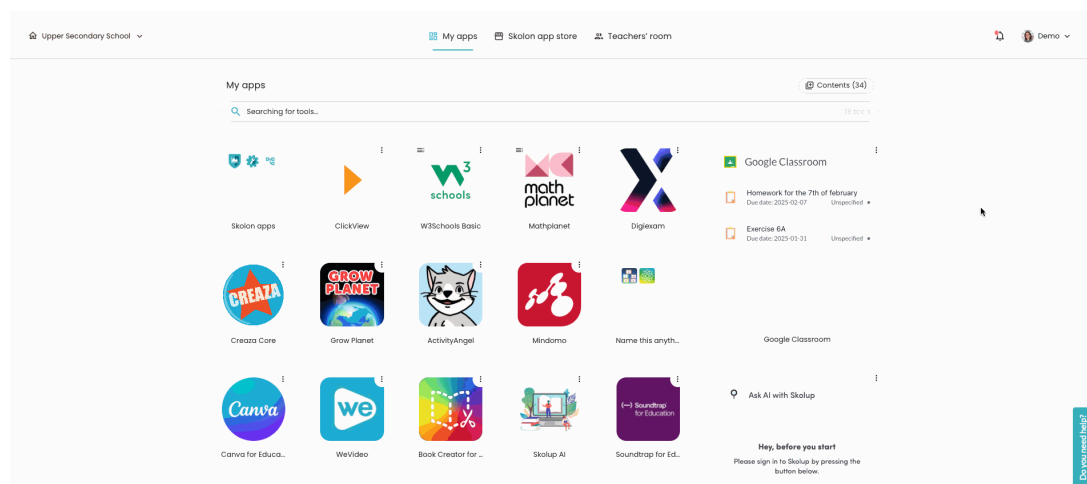 Upper Secondary School
My apps
Skolon app store
Teachers' room
Demo
My apps
Contents (34)
Searching for tools...
W
3
schools
math
planet
Google Classroom
Homework for the 7th of february
Due date: 2025-02-07
Unspecified
Exercise 6A
Due date: 2025-01-31
Unspecified
Skolon apps
ClickView
W3Schools Basic
Mathplanet
Digiexam
CREAZA
GROW
PLANET
Creaza Core
Grow Planet
ActivityAngel
Mindomo
Name this anyth...
Google Classroom
Canva
we
Soundtrap
for Education
Ask AI with Skolup
Hey, before you start
Please sign in to Skolup by pressing the
button below.
Canva for Educa...
WeVideo
Book Creator for ...
Skolup AI
Soundtrap for Ed...
Do you need help?